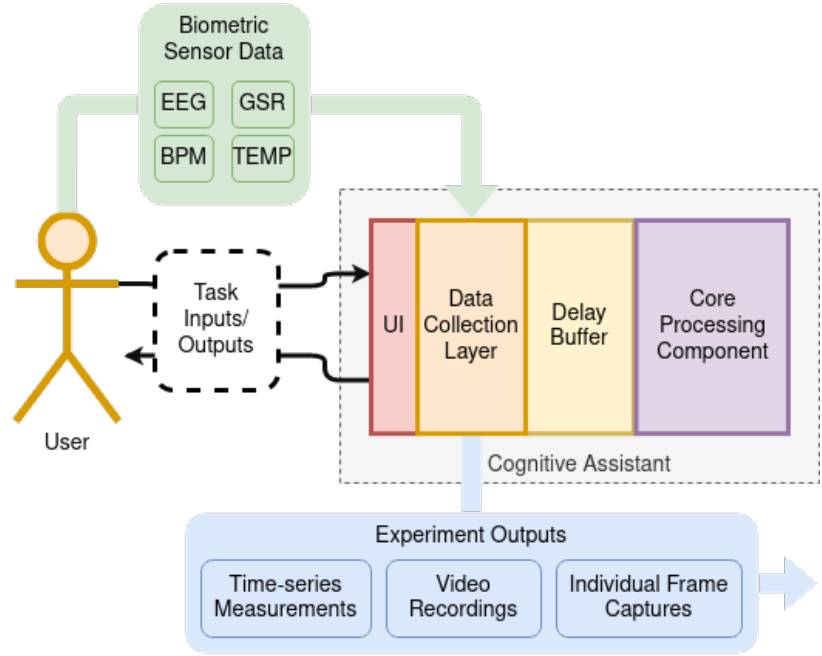 Biometric
Sensor Data
EEG
GSR
BPM
TEMP
Task
Inputs/
Outputs
User
UI
Data
Collection
Layer
Delay
Buffer
Core
Processing
Component
Cognitive Assistant
Experiment Outputs
Time-series
Measurements
Video
Recordings
Individual Frame
Captures